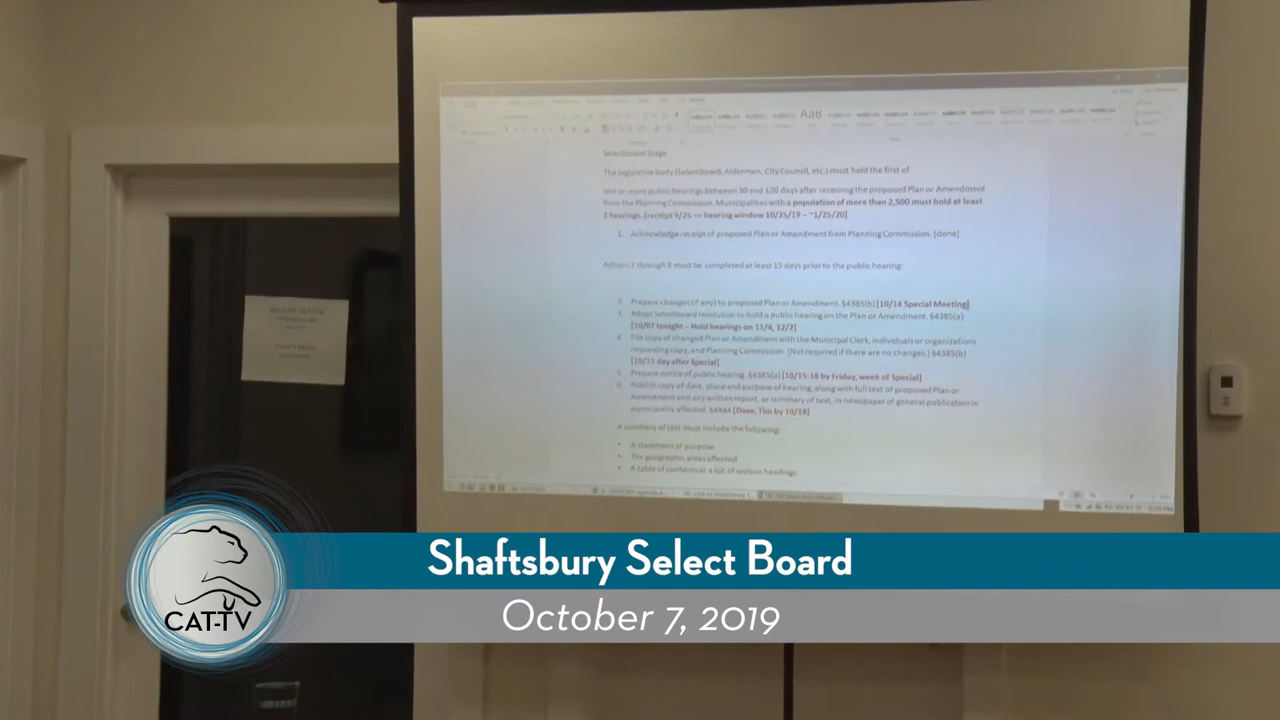 AaB
Selectboard Stage
The legislative body (Selectboard, Aldermen, City Council, etc.) must hold the first of
one or more public hearings between 30 and 120 days after receiving the proposed Plan or Amendment
from the Planning Commission. Municipalities with a population of more than 2,500 must hold at least
2 hearings. [receipt 9/25 => hearing window 10/25/19 – ~1/25/20]
1. Acknowledge receipt of proposed Plan or Amendment from Planning Commission. [done]
Actions 2 through 8 must be completed at least 15 days prior to the public hearing:
2. Prepare changes (if any) to proposed Plan or Amendment. §4385(b) [10/14 Special Meeting]
3. Adopt Selectboard resolution to hold a public hearing on the Plan or Amendment. §4385(a)
[10/07 tonight – Hold hearings on 11/4, 12/2]
4. File copy of changed Plan or Amendment with the Municipal Clerk, individuals or organizations
requesting copy, and Planning Commission. [Not required if there are no changes.] §4385(b)
[10/15 day after Special]
5. Prepare notice of public hearing. §4385(a) [10/15-18 by Friday, week of Special]
6. Publish copy of date, place and purpose of hearing, along with full text of proposed Plan or
Amendment and any written report, or summary of text, in newspaper of general publication in
municipality affected. §4444 [Dave, Tim by 10/18]
A summary of text must include the following:
• A statement of purpose
• The geographic areas affected
• A table of contents or a list of section headings
Shaftsbury Select Board
October 7, 2019
CAT-TV